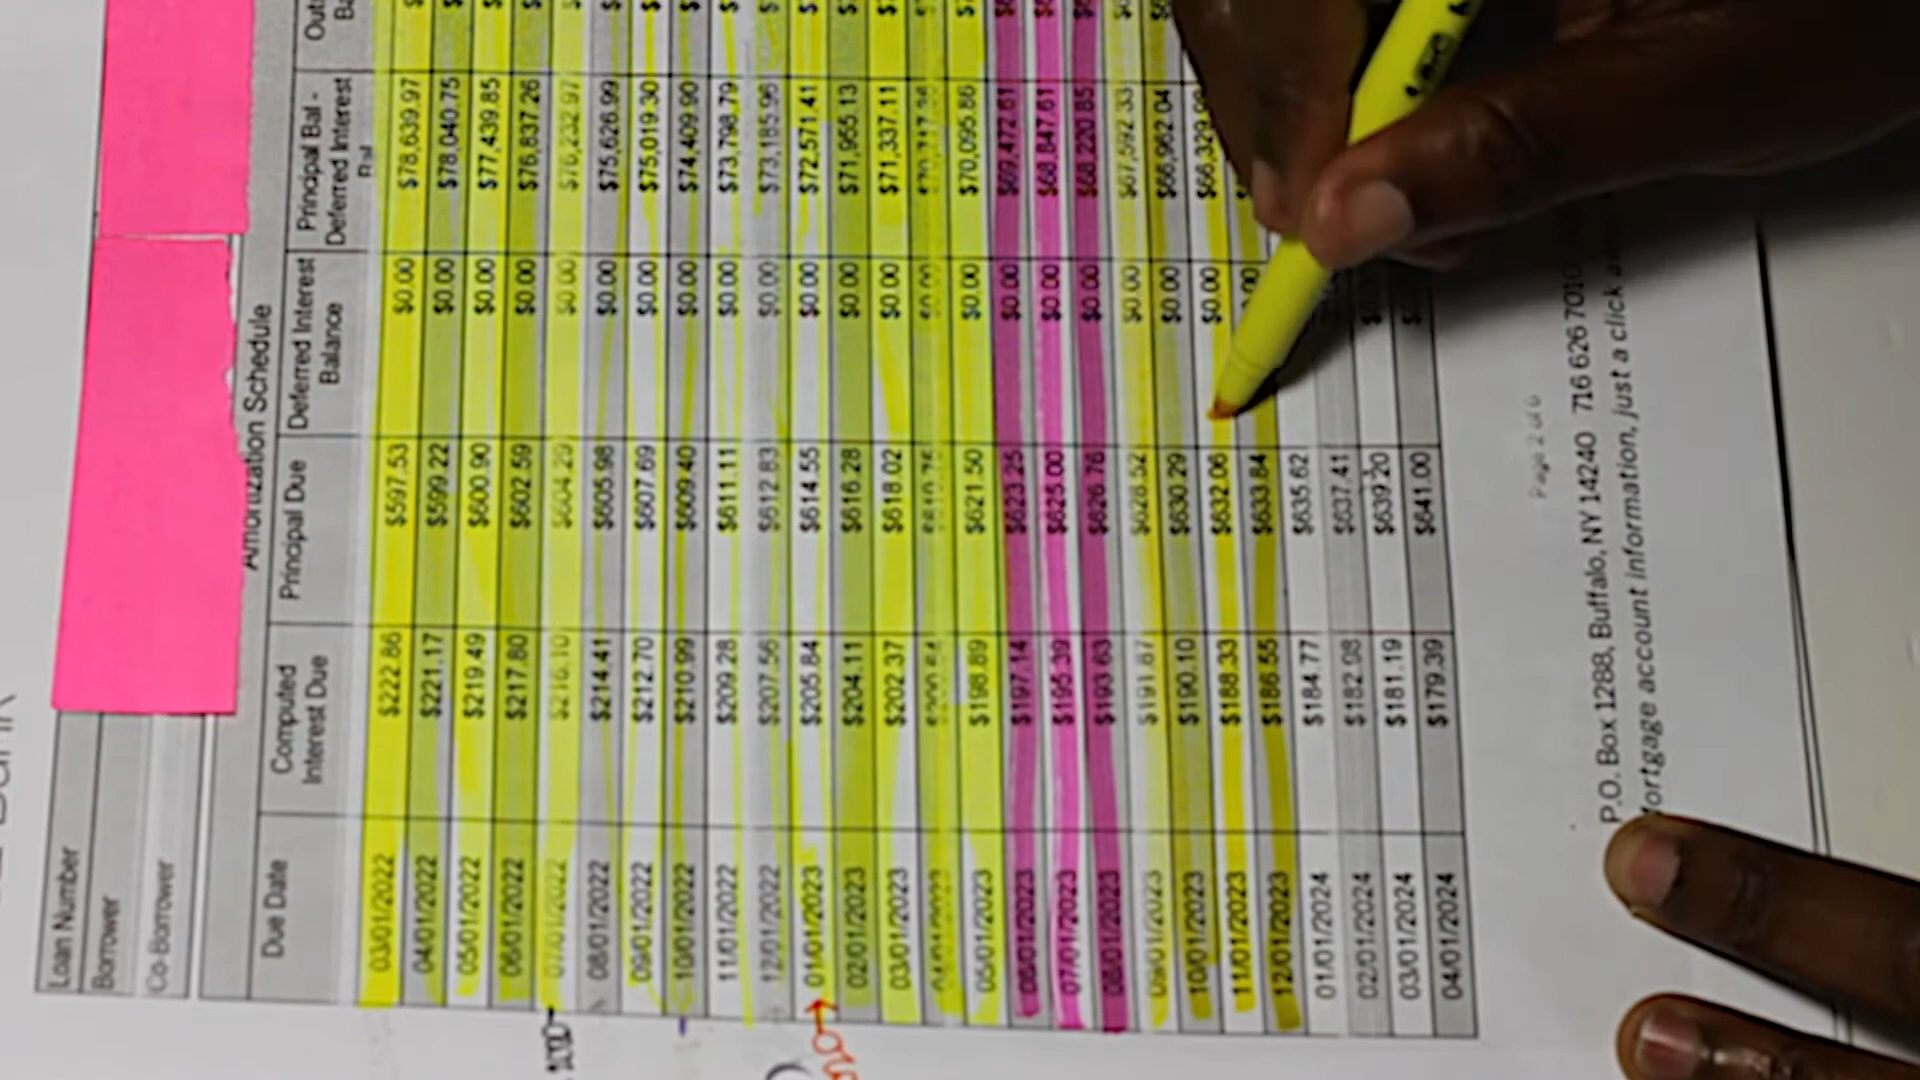 Loan Number
Borrower
Co-Borrower
Amortization Schedule
Due Date Computed Interest Due Principal Due Deferred Interest Balance Principal Bal - Deferred Interest Bal
03/01/2022 $222.86 $597.53 $0.00 $78,639.97
04/01/2022 $221.17 $599.22 $0.00 $78,040.75
05/01/2022 $219.49 $600.90 $0.00 $77,439.85
06/01/2022 $217.80 $602.59 $0.00 $76,837.26
07/01/2022 $216.10 $604.29 $0.00 $76,232.97
08/01/2022 $214.41 $605.98 $0.00 $75,626.99
09/01/2022 $212.70 $607.69 $0.00 $75,019.30
10/01/2022 $210.99 $609.40 $0.00 $74,409.90
11/01/2022 $209.28 $611.11 $0.00 $73,798.79
12/01/2022 $207.56 $612.83 $0.00 $73,185.96
01/01/2023 $205.84 $614.55 $0.00 $72,571.41
02/01/2023 $204.11 $616.28 $0.00 $71,955.13
03/01/2023 $202.37 $618.02 $0.00 $71,337.11
04/01/2023 $0.00
05/01/2023 $198.89 $621.50 $0.00 $70,095.86
06/01/2023 $197.14 $623.25 $0.00 $69,472.61
07/01/2023 $195.39 $625.00 $0.00 $68,847.61
08/01/2023 $193.63 $626.76 $0.00 $68,220.85
09/01/2023 $191.87 $628.52 $0.00 $67,592.33
10/01/2023 $190.10 $630.29 $0.00 $66,962.04
11/01/2023 $188.33 $632.06 $0.00
12/01/2023 $186.55 $633.84
01/01/2024 $184.77 $635.62
02/01/2024 $182.98 $637.41
03/01/2024 $181.19 $639.20
04/01/2024 $179.39 $641.00
Page 2 of 6
P.O. Box 1288, Buffalo, NY 14240 716 626 7010
ortgage account information, just a click a